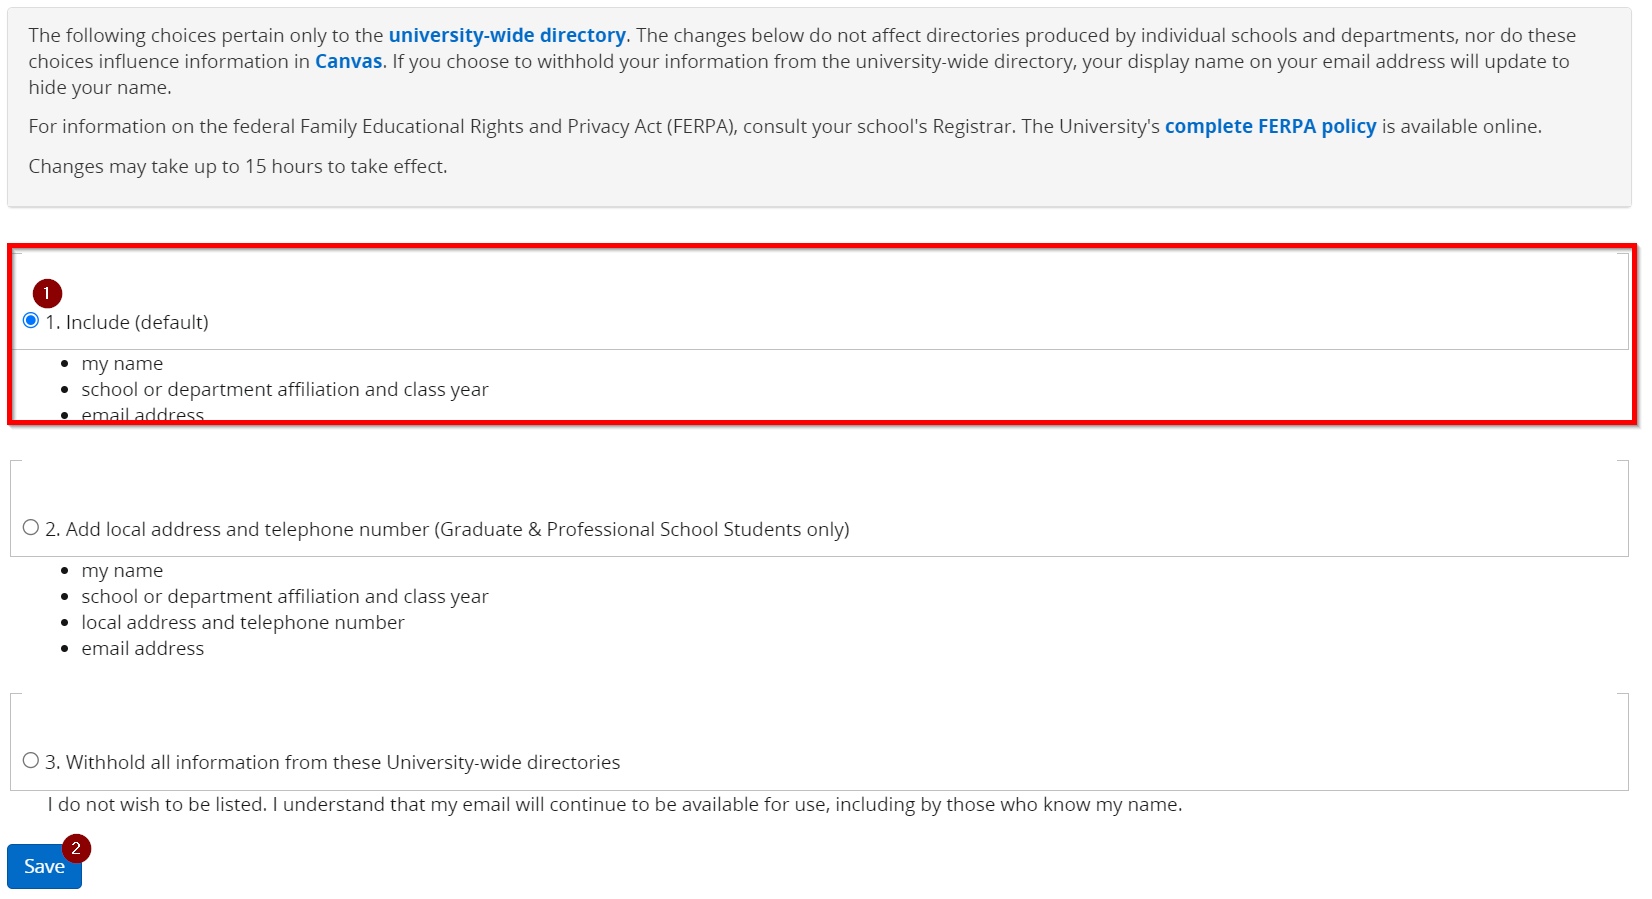 The following choices pertain only to the university-wide directory. The changes below do not affect directories produced by individual schools and departments, nor do these
choices influence information in Canvas. If you choose to withhold your information from the university-wide directory, your display name on your email address will update to
hide your name.
For information on the federal Family Educational Rights and Privacy Act (FERPA), consult your school's Registrar. The University's complete FERPA policy is available online.
Changes may take up to 15 hours to take effect.
1
1. Include (default)
• my name
• school or department affiliation and class year
• email address
2. Add local address and telephone number (Graduate & Professional School Students only)
• my name
• school or department affiliation and class year
• local address and telephone number
• email address
3. Withhold all information from these University-wide directories
I do not wish to be listed. I understand that my email will continue to be available for use, including by those who know my name.
2
Save